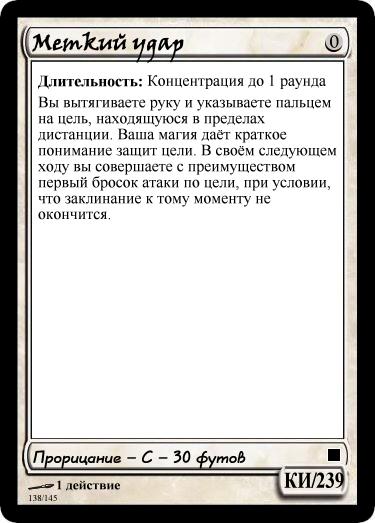 Меткий удар 0
Длительность: Концентрация до 1 раунда
Вы вытягиваете руку и указываете пальцем
на цель, находящуюся в пределах
дистанции. Ваша магия даёт краткое
понимание защит цели. В своём следующем
ходу вы совершаете с преимуществом
первый бросок атаки по цели, при условии,
что заклинание к тому моменту не
окончится.
Прорицание – С – 30 футов
1 действие
КИ/239
138/145